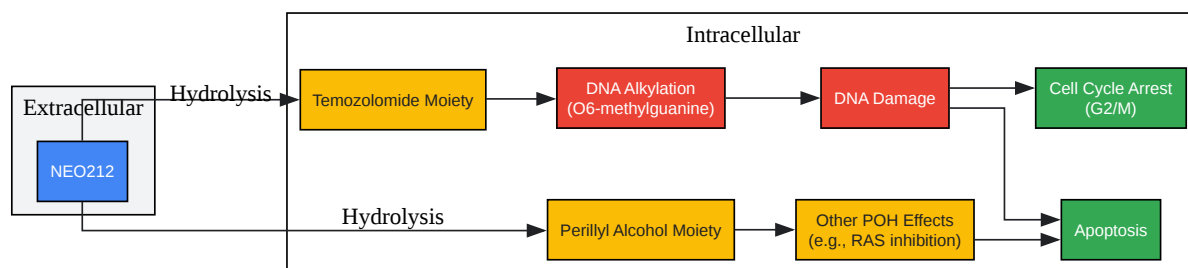 Intracellular
Extracellular
Hydrolysis
NEO212
Temozolomide Moiety
DNA Alkylation
(O6-methylguanine)
DNA Damage
Cell Cycle Arrest
(G2/M)
Hydrolysis
Perillyl Alcohol Moiety
Other POH Effects
(e.g., RAS inhibition)
Apoptosis